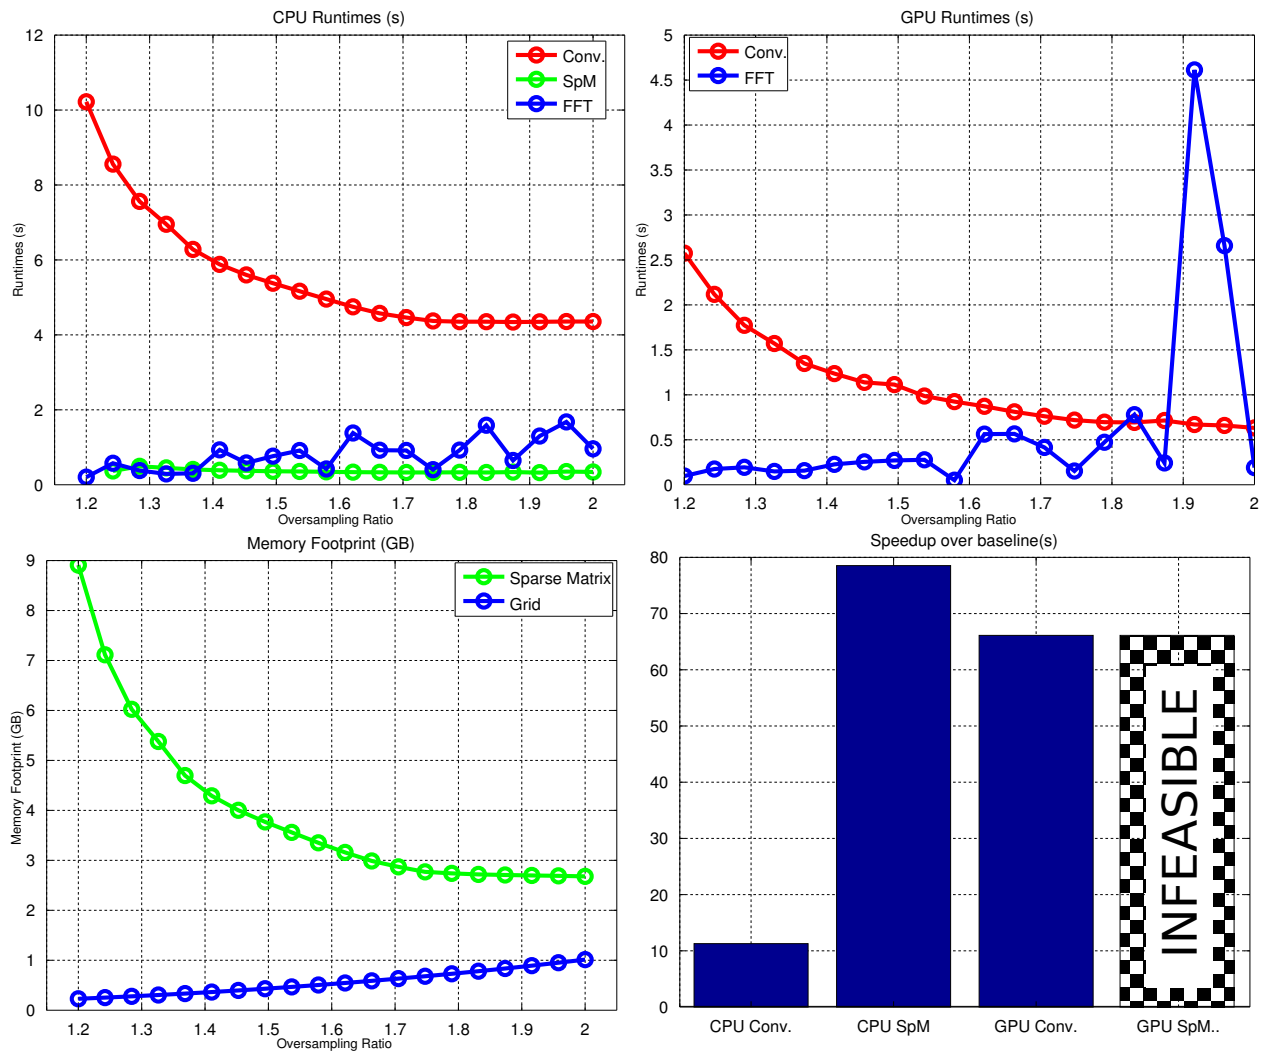 CPU Runtimes (s)
12
10
8
6
4
2
0
Runtimes (s)
Conv.
SpM
FFT
1.2 1.3 1.4 1.5 1.6 1.7 1.8 1.9 2
Oversampling Ratio
GPU Runtimes (s)
5
4.5
4
3.5
3
2.5
2
1.5
1
0.5
0
Runtimes (s)
Conv.
FFT
1.2 1.3 1.4 1.5 1.6 1.7 1.8 1.9 2
Oversampling Ratio
Memory Footprint (GB)
9
8
7
6
5
4
3
2
1
0
Memory Footprint (GB)
Sparse Matrix
Grid
1.2 1.3 1.4 1.5 1.6 1.7 1.8 1.9 2
Oversampling Ratio
Speedup over baseline(s)
80
70
60
50
40
30
20
10
0
INFEASIBLE
CPU Conv. CPU SpM GPU Conv. GPU SpM..